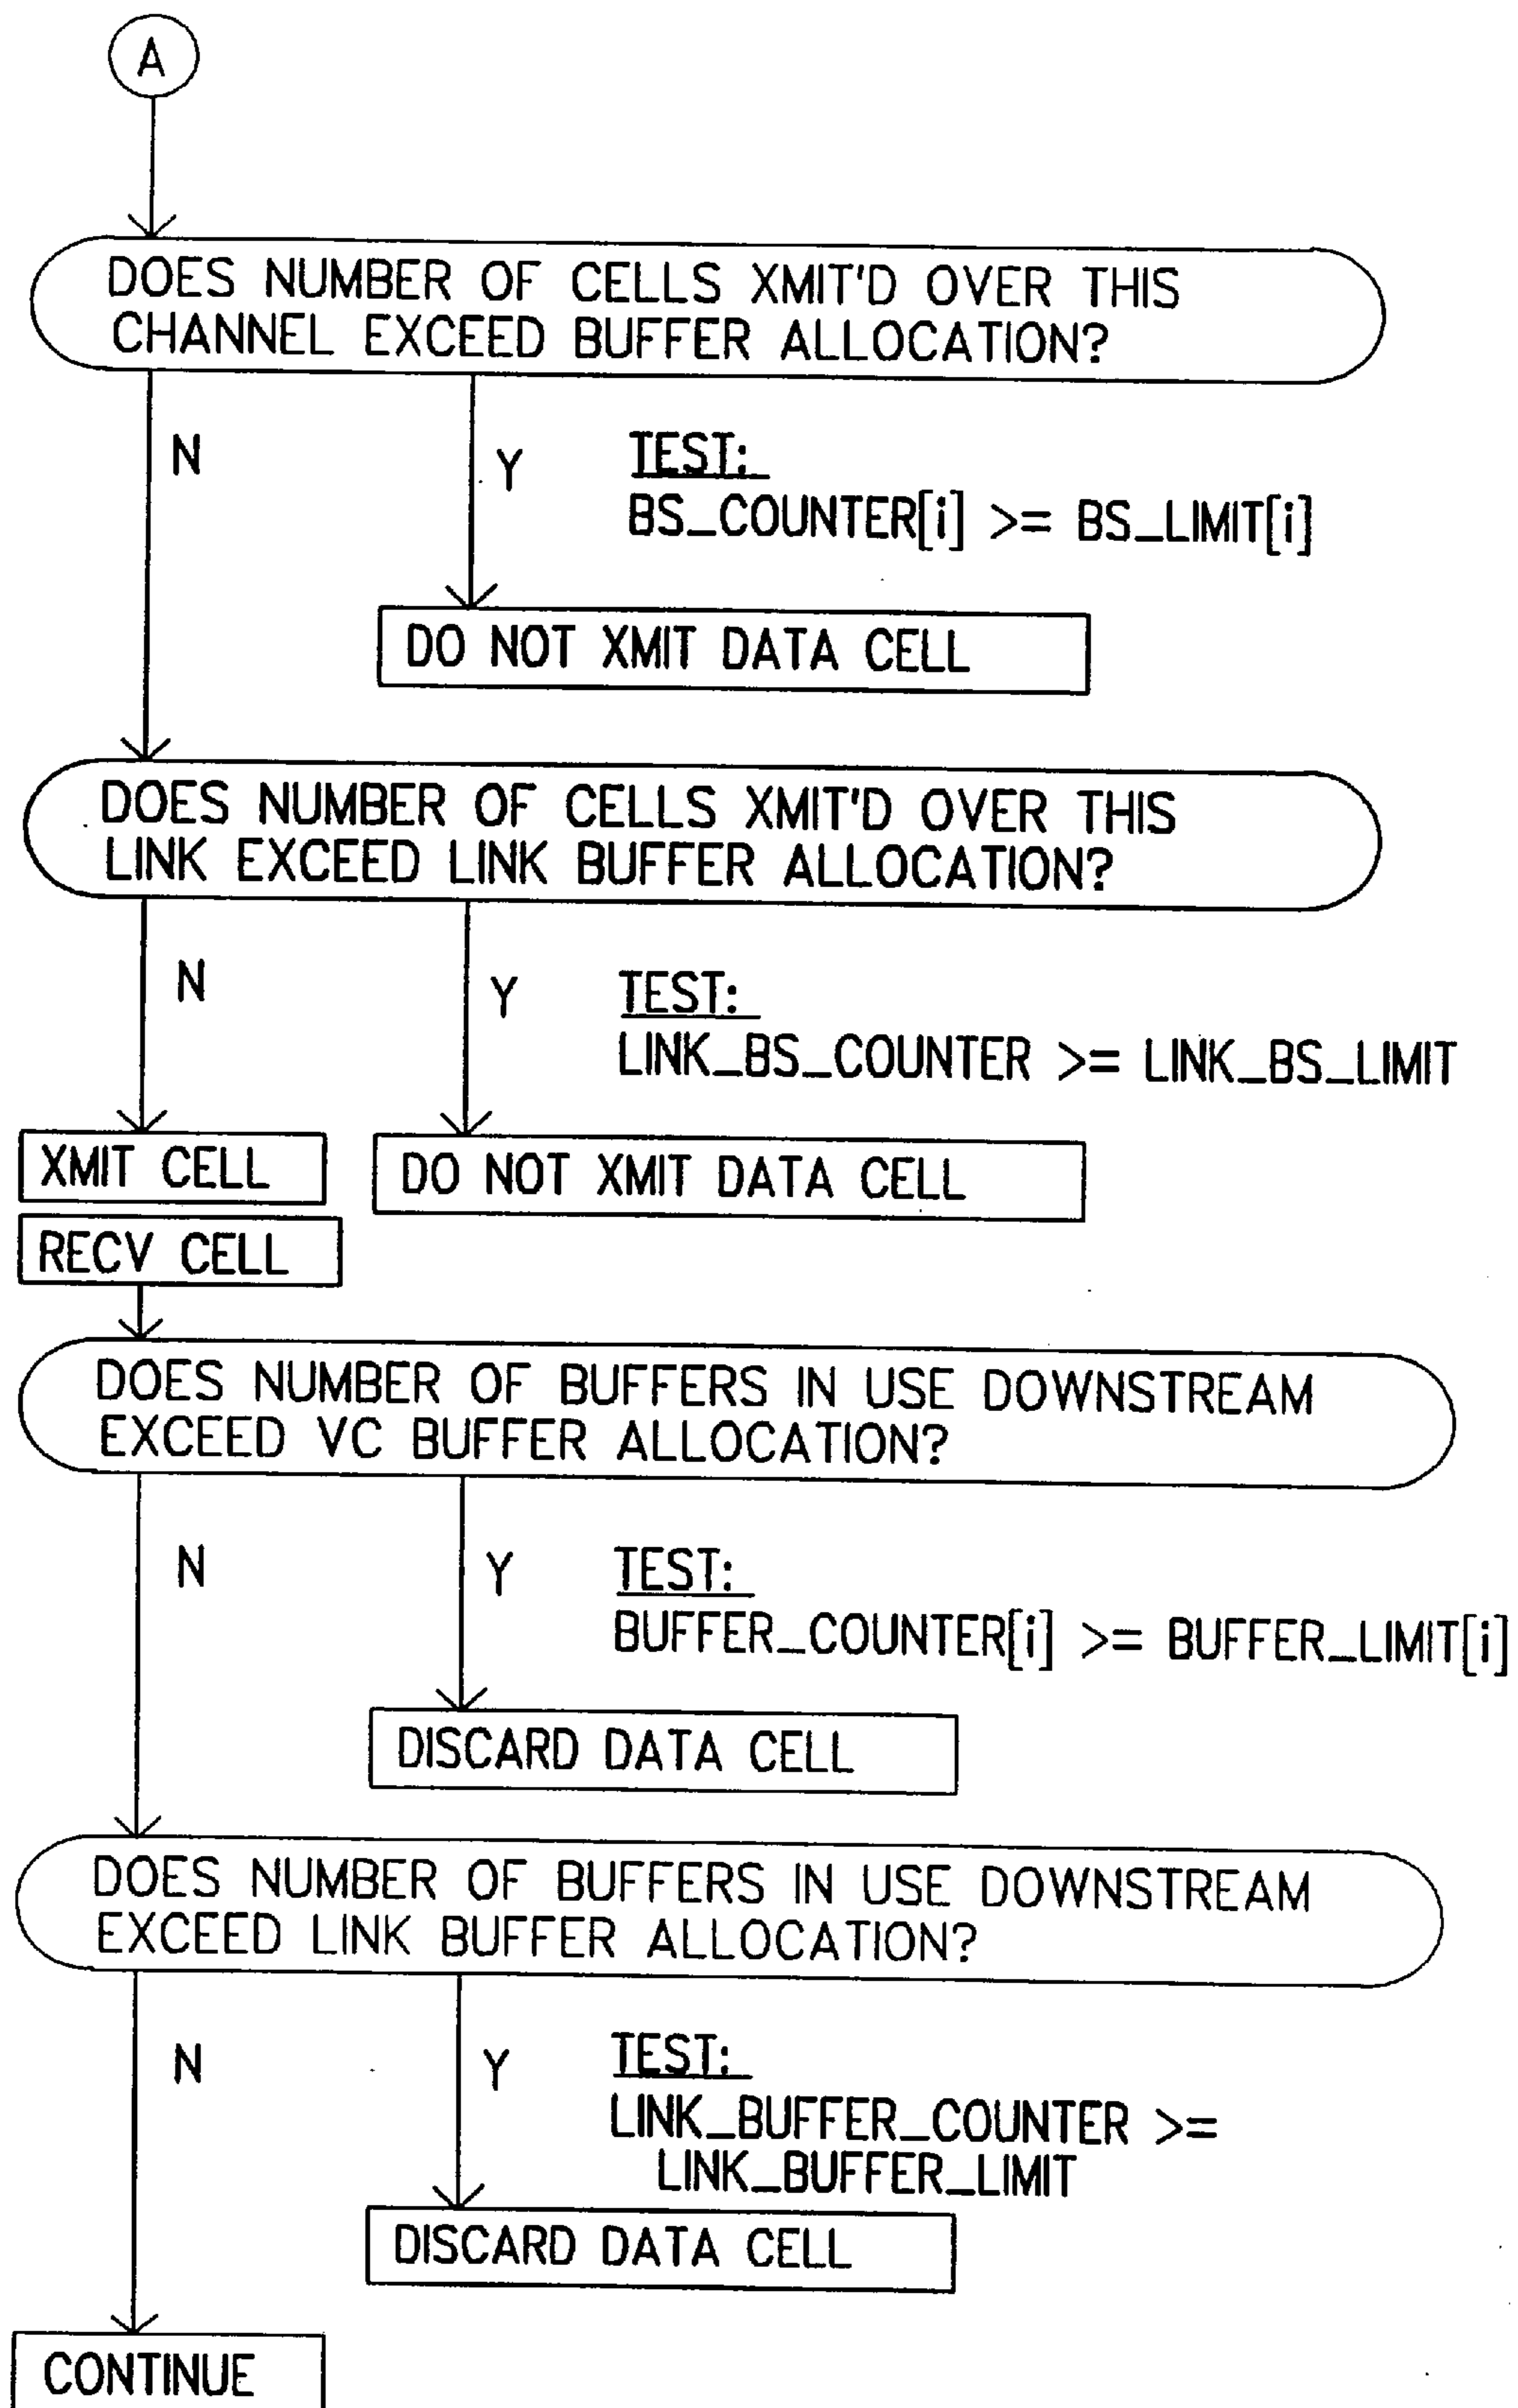 A
DOES NUMBER OF CELLS XMIT'D OVER THIS
CHANNEL EXCEED BUFFER ALLOCATION?
N
Y
TEST:
BS_COUNTER[i] >= BS_LIMIT[i]
DO NOT XMIT DATA CELL
DOES NUMBER OF CELLS XMIT'D OVER THIS
LINK EXCEED LINK BUFFER ALLOCATION?
N
Y
TEST:
LINK_BS_COUNTER >= LINK_BS_LIMIT
XMIT CELL
DO NOT XMIT DATA CELL
RECV CELL
DOES NUMBER OF BUFFERS IN USE DOWNSTREAM
EXCEED VC BUFFER ALLOCATION?
N
Y
TEST:
BUFFER_COUNTER[i] >= BUFFER_LIMIT[i]
DISCARD DATA CELL
DOES NUMBER OF BUFFERS IN USE DOWNSTREAM
EXCEED LINK BUFFER ALLOCATION?
N
Y
TEST:
LINK_BUFFER_COUNTER >=
LINK_BUFFER_LIMIT
DISCARD DATA CELL
CONTINUE